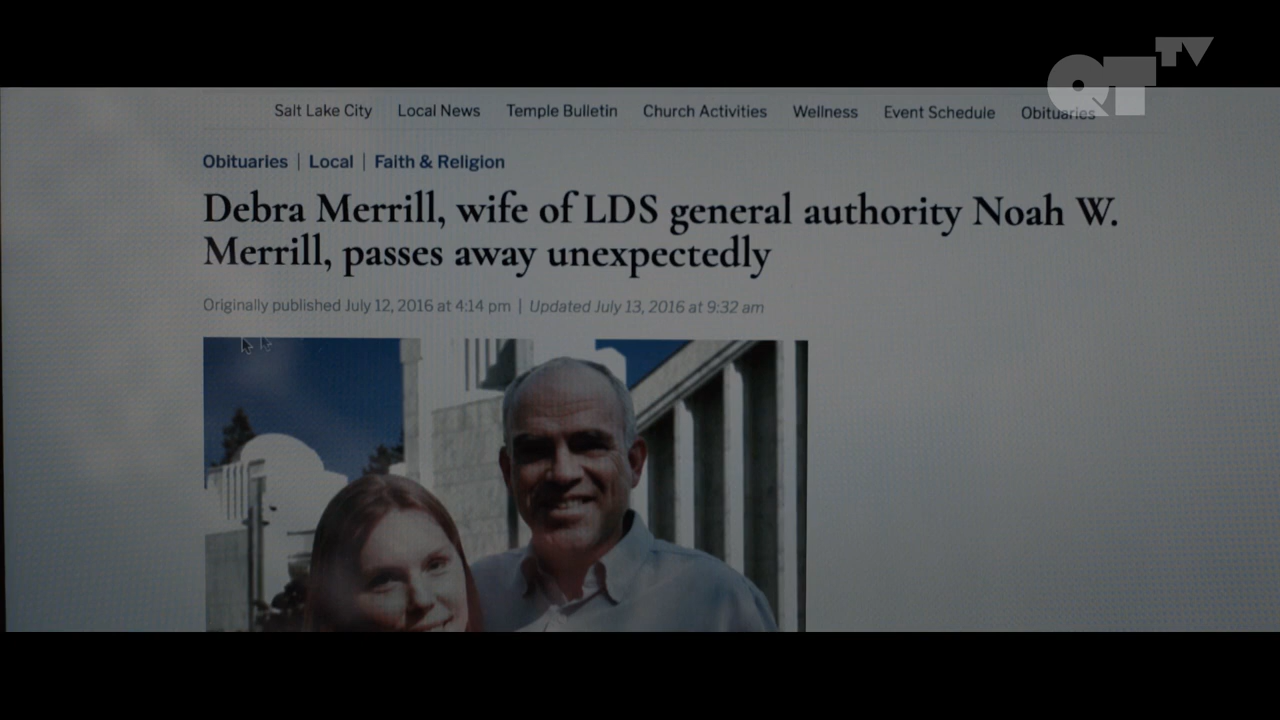 QT TV
Salt Lake City Local News Temple Bulletin Church Activities Wellness Event Schedule Obituaries
Obituaries | Local | Faith & Religion
Debra Merrill, wife of LDS general authority Noah W.
Merrill, passes away unexpectedly
Originally published July 12, 2016 at 4:14 pm | Updated July 13, 2016 at 9:32 am